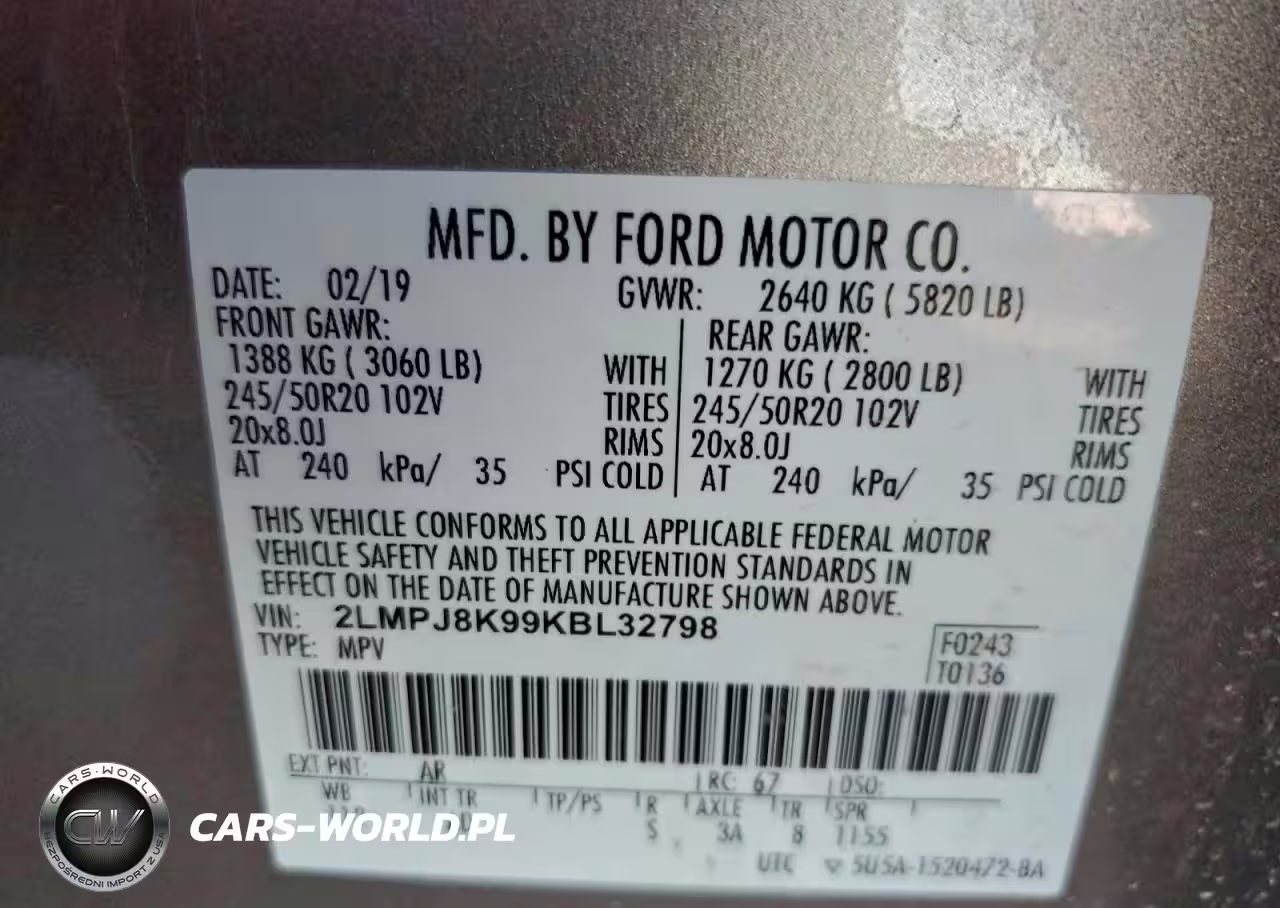 MFD. BY FORD MOTOR CO.
DATE: 02/19 GVWR: 2640 KG ( 5820 LB)
FRONT GAWR: REAR GAWR:
1388 KG ( 3060 LB) WITH 1270 KG ( 2800 LB) WITH
245/50R20 102V TIRES 245/50R20 102V TIRES
20x8.0J RIMS 20x8.0J RIMS
AT 240 kPa/ 35 PSI COLD AT 240 kPa/ 35 PSI COLD
THIS VEHICLE CONFORMS TO ALL APPLICABLE FEDERAL MOTOR
VEHICLE SAFETY AND THEFT PREVENTION STANDARDS IN
EFFECT ON THE DATE OF MANUFACTURE SHOWN ABOVE.
VIN: 2LMPJ8K99KBL32798
TYPE: MPV
F0243
T0136
EXT PNT: AR RC: 67 DSO:
WB INT TR TP/PS R AXLE TR SPR
S 3A 8 1155
UTC 5U5A-1520472-BA
CARS-WORLD
CW
BEZPOŚREDNI IMPORT Z USA
CARS-WORLD.PL